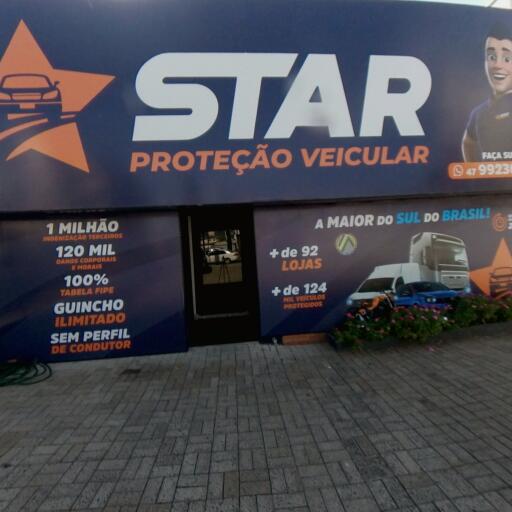 STAR
PROTEÇÃO VEICULAR
FAÇA SU
47 9923
1 MILHÃO
INDENIZAÇÃO TERCEIROS
120 MIL
DANOS CORPORAIS
E MORAIS
100%
TABELA FIPE
GUINCHO
ILIMITADO
SEM PERFIL
DE CONDUTOR
A MAIOR DO SUL DO BRASIL!
+ de 92
LOJAS
+ de 124
MIL VEÍCULOS
PROTEGIDOS